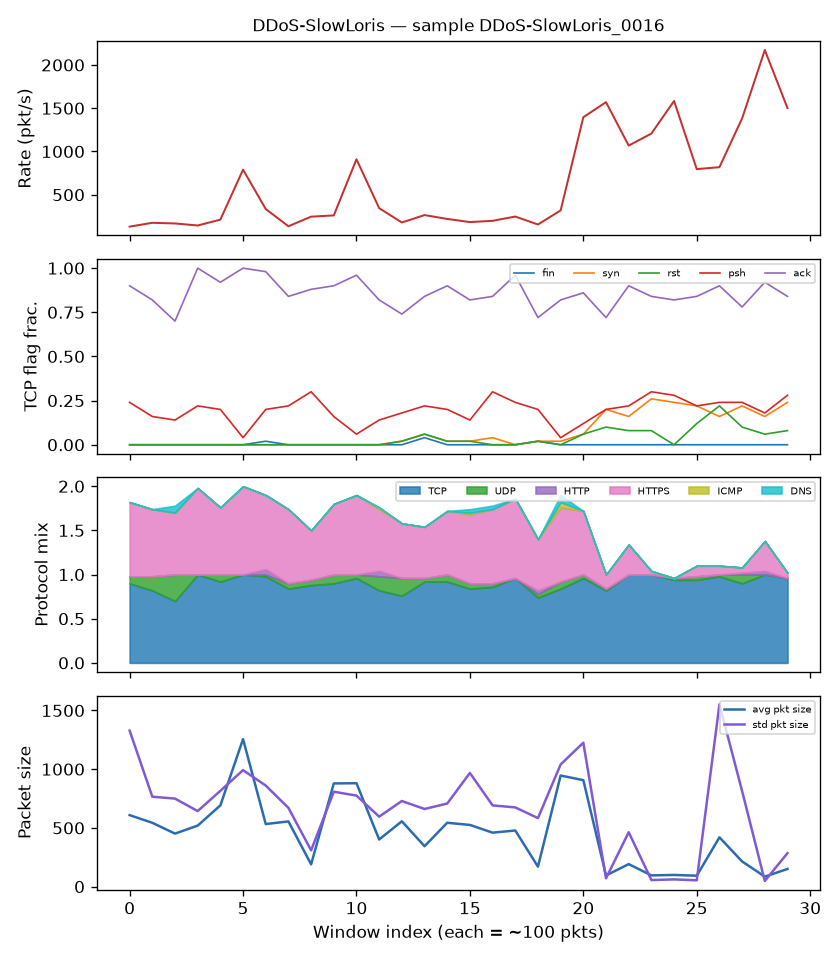 DDoS-SlowLoris — sample DDoS-SlowLoris_0016
Rate (pkt/s)
2000
1500
1000
500
TCP flag frac.
1.00
0.75
0.50
0.25
0.00
fin syn rst psh ack
Protocol mix
2.0
1.5
1.0
0.5
0.0
TCP UDP HTTP HTTPS ICMP DNS
Packet size
1500
1000
500
0
avg pkt size
std pkt size
0 5 10 15 20 25 30
Window index (each = ~100 pkts)